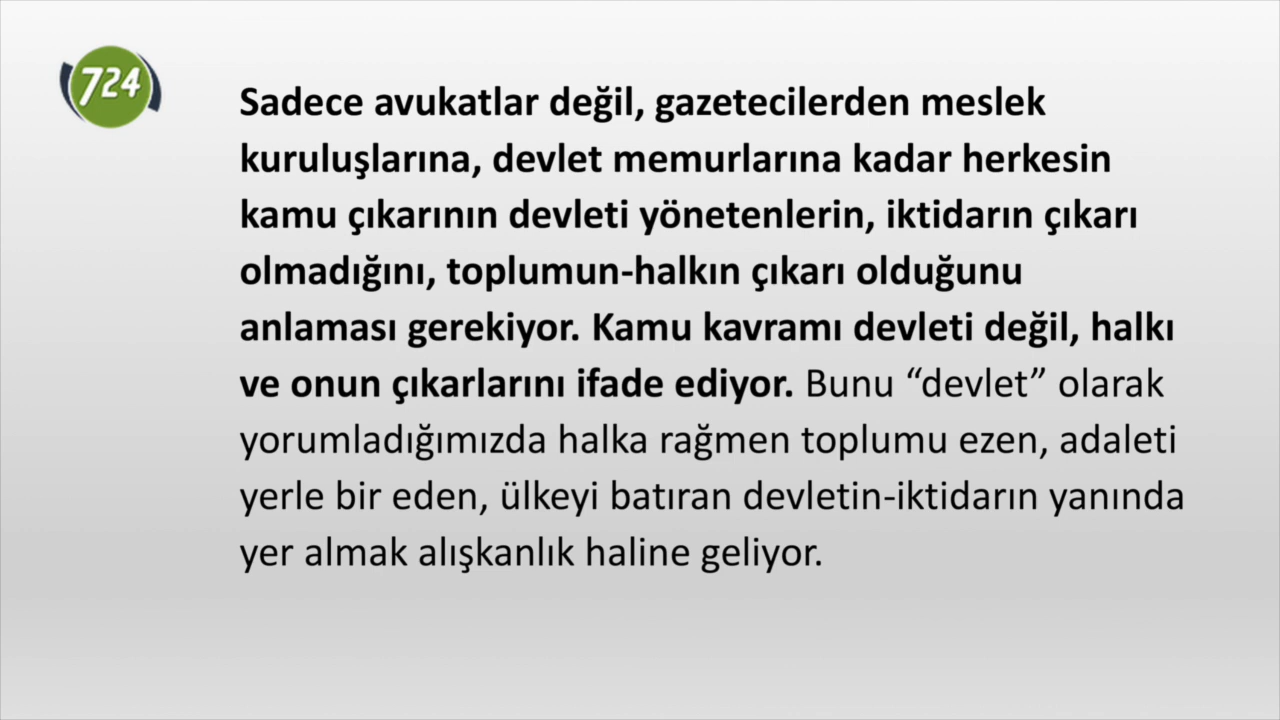 724
Sadece avukatlar değil, gazetecilerden meslek
kuruluşlarına, devlet memurlarına kadar herkesin
kamu çıkarının devleti yönetenlerin, iktidarın çıkarı
olmadığını, toplumun-halkın çıkarı olduğunu
anlaması gerekiyor. Kamu kavramı devleti değil, halkı
ve onun çıkarlarını ifade ediyor. Bunu “devlet” olarak
yorumladığımızda halka rağmen toplumu ezen, adaleti
yerle bir eden, ülkeyi batıran devletin-iktidarın yanında
yer almak alışkanlık haline geliyor.